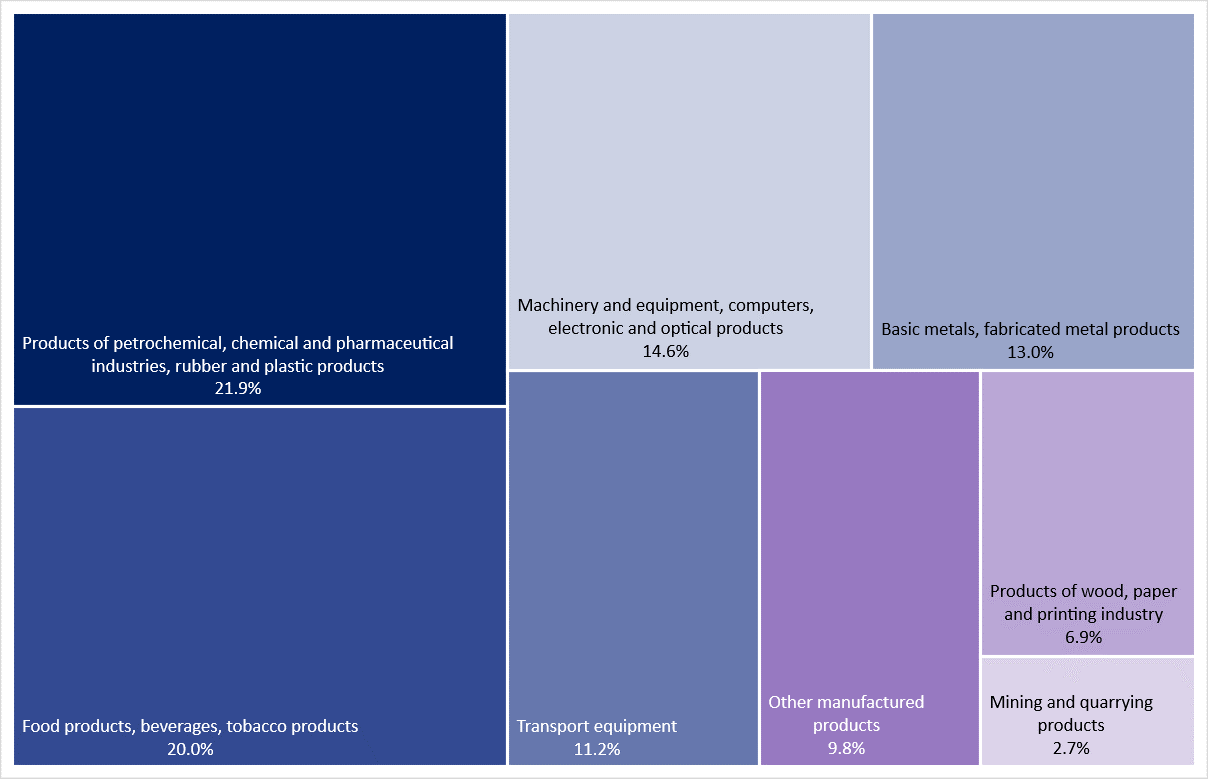 Products of petrochemical, chemical and pharmaceutical
industries, rubber and plastic products
21.9%
Machinery and equipment, computers,
electronic and optical products
14.6%
Basic metals, fabricated metal products
13.0%
Food products, beverages, tobacco products
20.0%
Transport equipment
11.2%
Other manufactured
products
9.8%
Products of wood, paper
and printing industry
6.9%
Mining and quarrying
products
2.7%